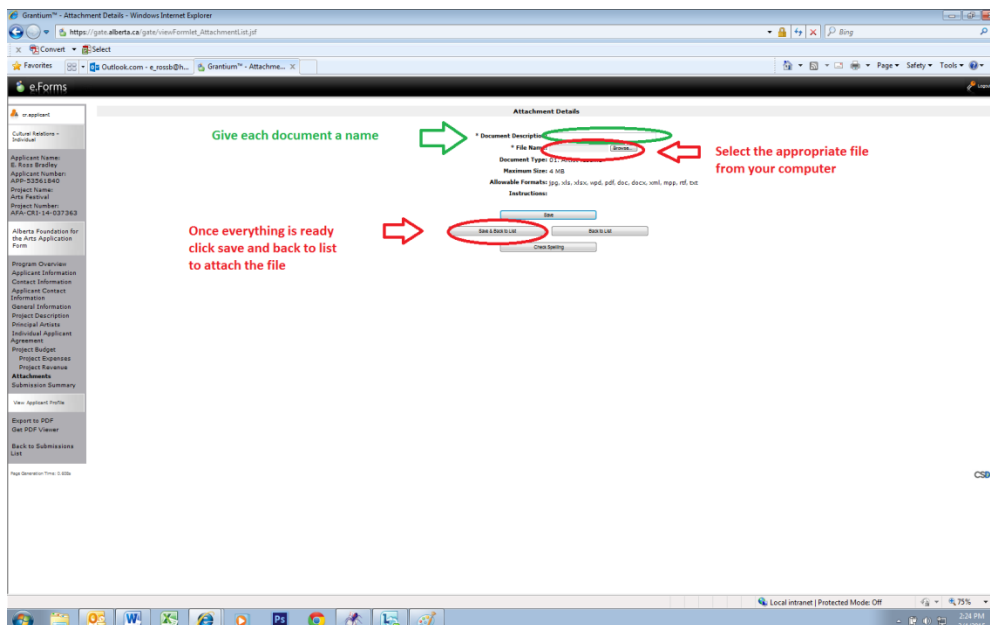 Grantium™ - Attachment Details - Windows Internet Explorer
https://gate.alberta.ca/gate/viewFormlet_AttachmentList.jsf
Bing
Convert Select
Favorites Outlook.com - e_rossb@h... Grantium™ - Attachme... Page Safety Tools
e.Forms
Attachment Details
cr.applicant
Cultural Relations -
Individual
Applicant Name:
E. Ross Bradley
Applicant Number:
APP-53561840
Project Name:
Arts Festival
Project Number:
AFA-CRI-14-037363
Alberta Foundation for
the Arts Application
Form
Program Overview
Applicant Information
Contact Information
Applicant Contact
Information
General Information
Project Description
Principal Artists
Individual Applicant
Agreement
Project Budget
Project Expenses
Project Revenue
Attachments
Submission Summary
View Applicant Profile
Export to PDF
Get PDF Viewer
Back to Submissions
List
Give each document a name
* Document Description:
* File Name: Browse...
Document Type: 01.
Maximum Size: 4 MB
Allowable Formats: jpg, xls, xlsx, wpd, pdf, doc, docx, xml, mpp, rtf, txt
Instructions:
Select the appropriate file
from your computer
Save
Save & Back to List Back to List
Check Spelling
Once everything is ready
click save and back to list
to attach the file
CSD
Local intranet | Protected Mode: Off 75%
2:24 PM